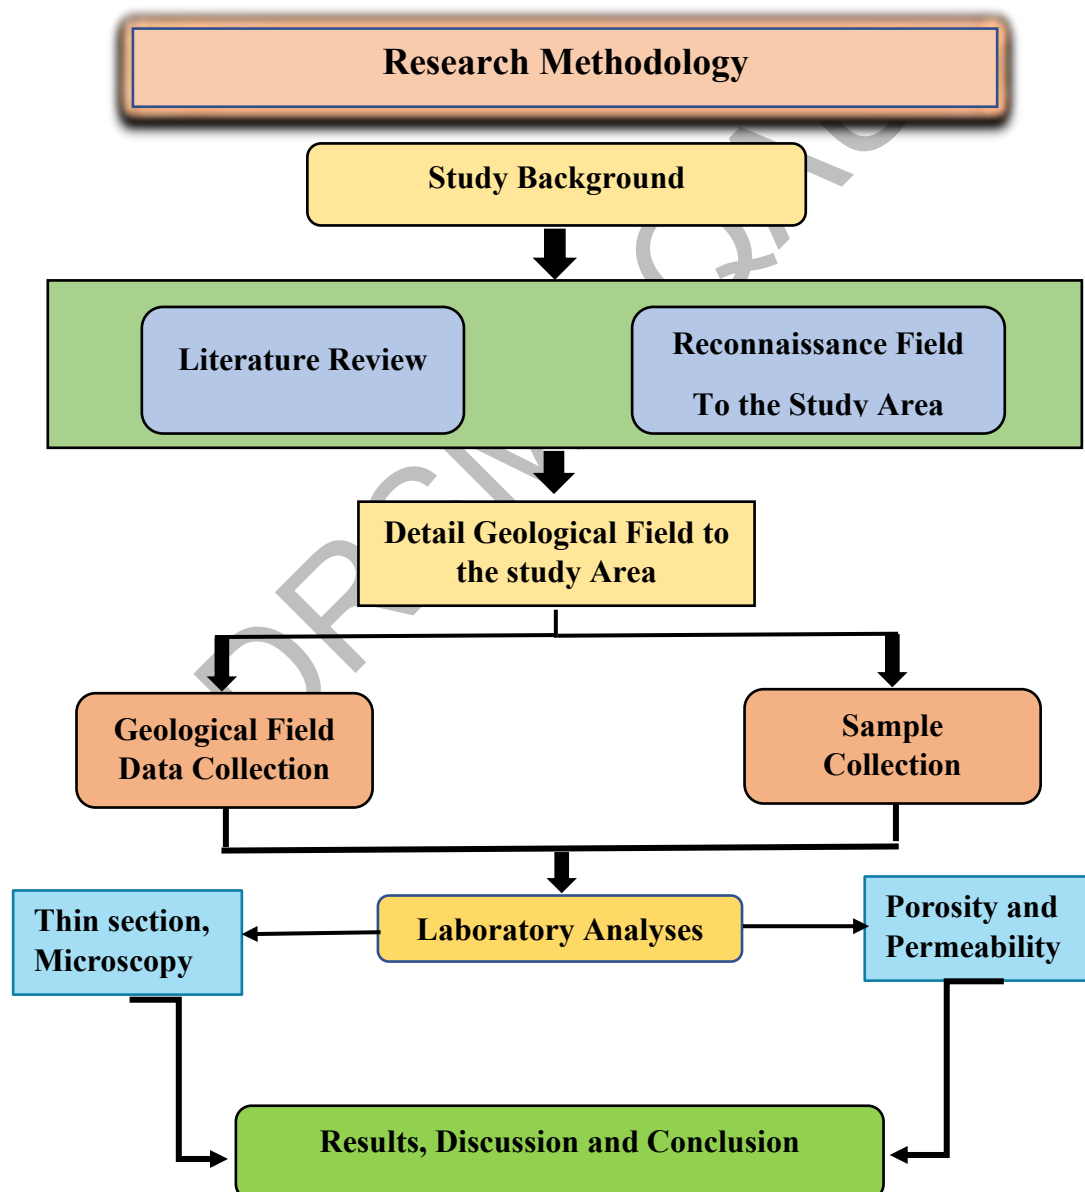 Research Methodology
Study Background
Literature Review
Reconnaissance Field
To the Study Area
Detail Geological Field to
the study Area
Geological Field
Data Collection
Sample
Collection
Laboratory Analyses
Thin section,
Microscopy
Porosity and
Permeability
Results, Discussion and Conclusion